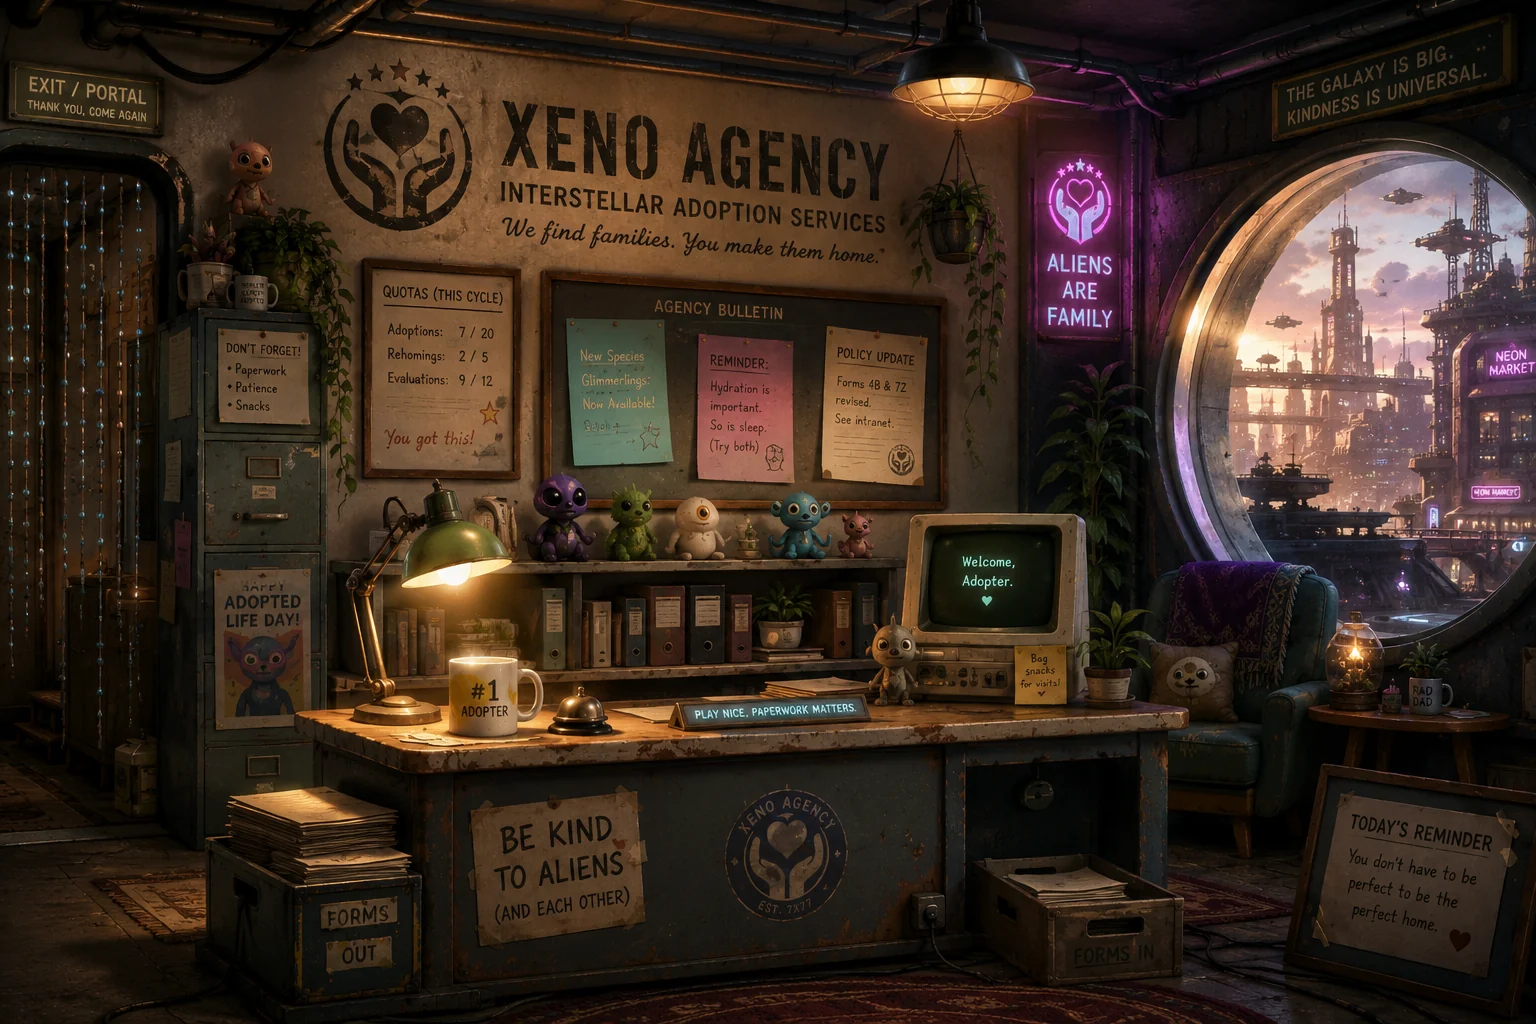 EXIT / PORTAL
THANK YOU, COME AGAIN
XENO AGENCY
INTERSTELLAR ADOPTION SERVICES
We find families. You make them home.
THE GALAXY IS BIG.
KINDNESS IS UNIVERSAL.
ALIENS
ARE
FAMILY
NEON
MARKET
DON'T FORGET!
• Paperwork
• Patience
• Snacks
QUOTAS (THIS CYCLE)
Adoptions: 7 / 20
Rehomings: 2 / 5
Evaluations: 9 / 12
You got this!
AGENCY BULLETIN
New Species
Glimmerlings:
Now Available!
REMINDER:
Hydration is
important.
So is sleep.
(Try both)
POLICY UPDATE
Forms 4B & 72
revised.
See intranet.
Welcome,
Adopter.
ADOPTED
LIFE DAY!
#1
ADOPTER
PLAY NICE. PAPERWORK MATTERS.
Bag
snacks
for visits!
RAD
DAD
BE KIND
TO ALIENS
(AND EACH OTHER)
XENO AGENCY
EST. 7X77
FORMS
OUT
FORMS IN
TODAY'S REMINDER
You don't have to be
perfect to be the
perfect home.